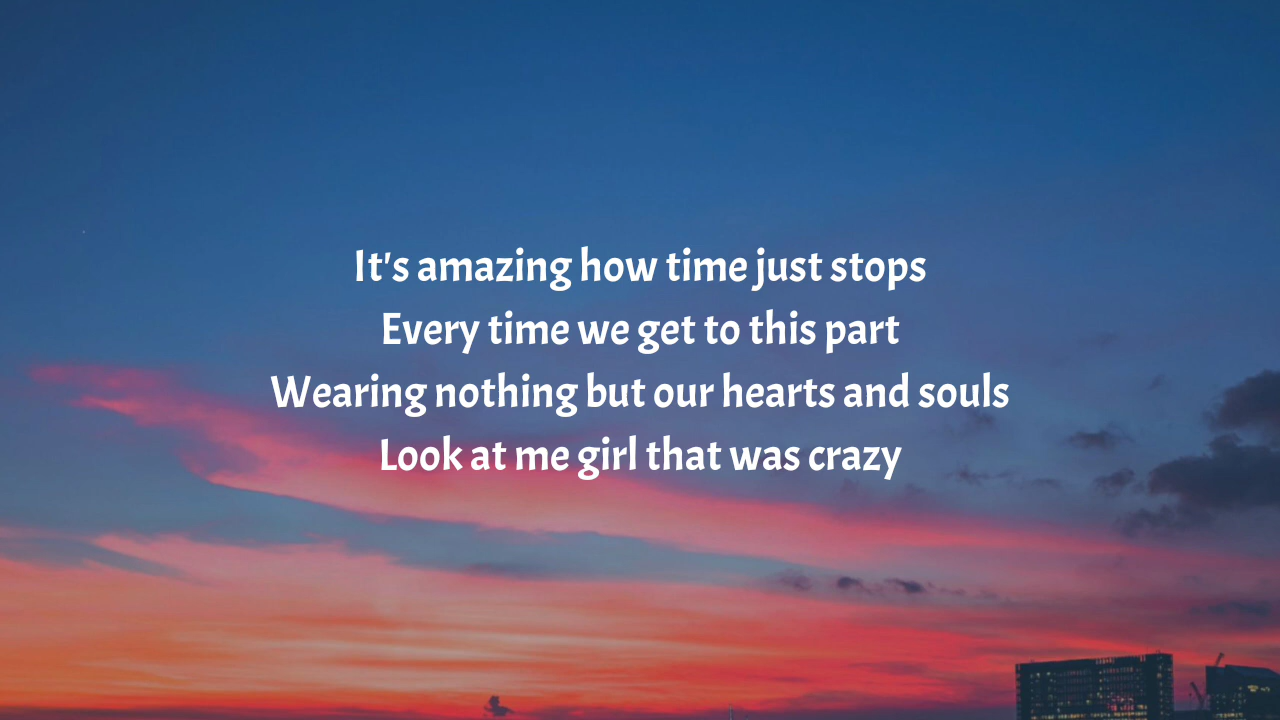 It's amazing how time just stops
Every time we get to this part
Wearing nothing but our hearts and souls
Look at me girl that was crazy